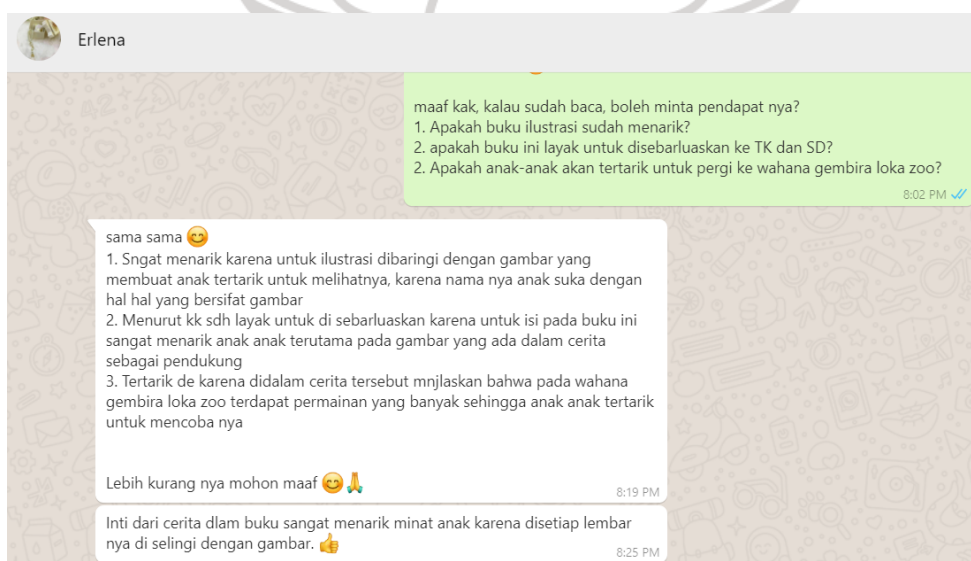 Erlena
maaf kak, kalau sudah baca, boleh minta pendapat nya?
1. Apakah buku ilustrasi sudah menarik?
2. apakah buku ini layak untuk disebarluaskan ke TK dan SD?
2. Apakah anak-anak akan tertarik untuk pergi ke wahana gembira loka zoo?
8:02 PM
sama sama 😊
1. Sngat menarik karena untuk ilustrasi dibaringi dengan gambar yang
membuat anak tertarik untuk melihatnya, karena nama nya anak suka dengan
hal hal yang bersifat gambar
2. Menurut kk sdh layak untuk di sebarluaskan karena untuk isi pada buku ini
sangat menarik anak anak terutama pada gambar yang ada dalam cerita
sebagai pendukung
3. Tertarik de karena didalam cerita tersebut mnjlaskan bahwa pada wahana
gembira loka zoo terdapat permainan yang banyak sehingga anak anak tertarik
untuk mencoba nya
Lebih kurang nya mohon maaf 😊🙏
8:19 PM
Inti dari cerita dlam buku sangat menarik minat anak karena disetiap lembar
nya di selingi dengan gambar. 👍
8:25 PM